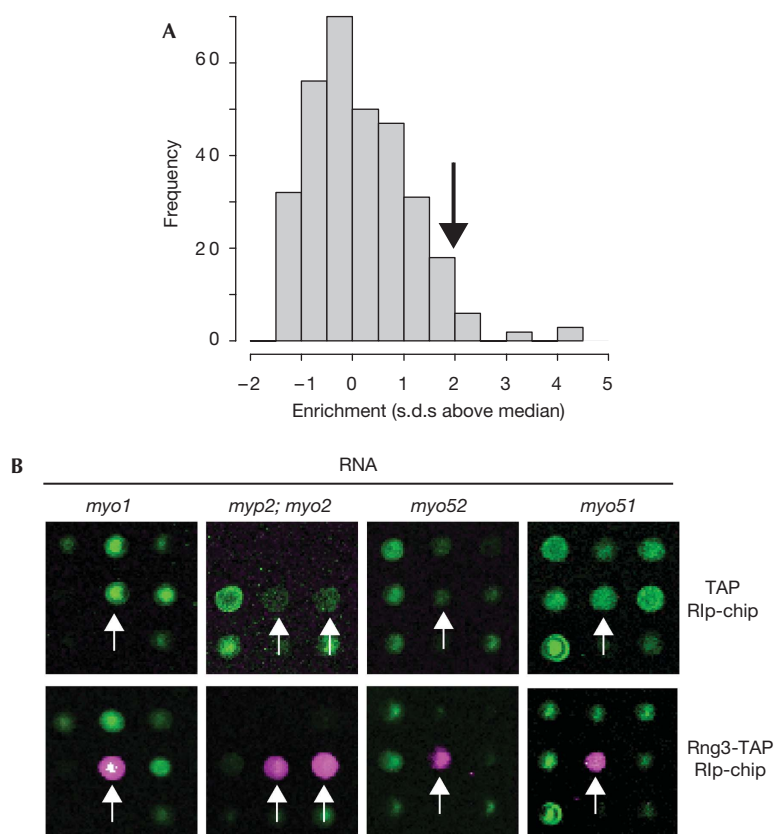 A
60
40
20
0
Frequency
−2 −1 0 1 2 3 4 5
Enrichment (s.d.s above median)
B
RNA
myo1 myp2; myo2 myo52 myo51
TAP
RIp-chip
Rng3-TAP
RIp-chip